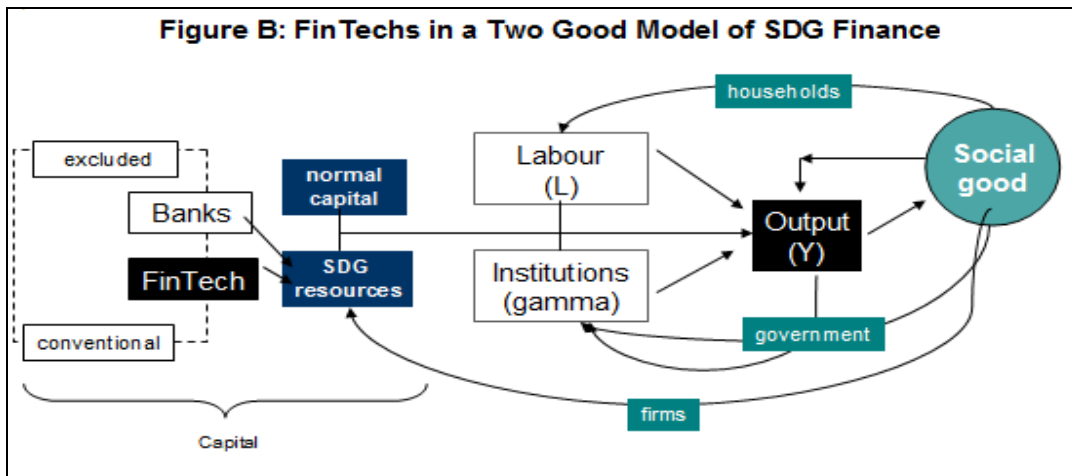 Figure B: FinTechs in a Two Good Model of SDG Finance
households
excluded
Banks
FinTech
conventional
normal
capital
SDG
resources
Labour
(L)
Institutions
(gamma)
Output
(Y)
Social
good
government
firms
Capital